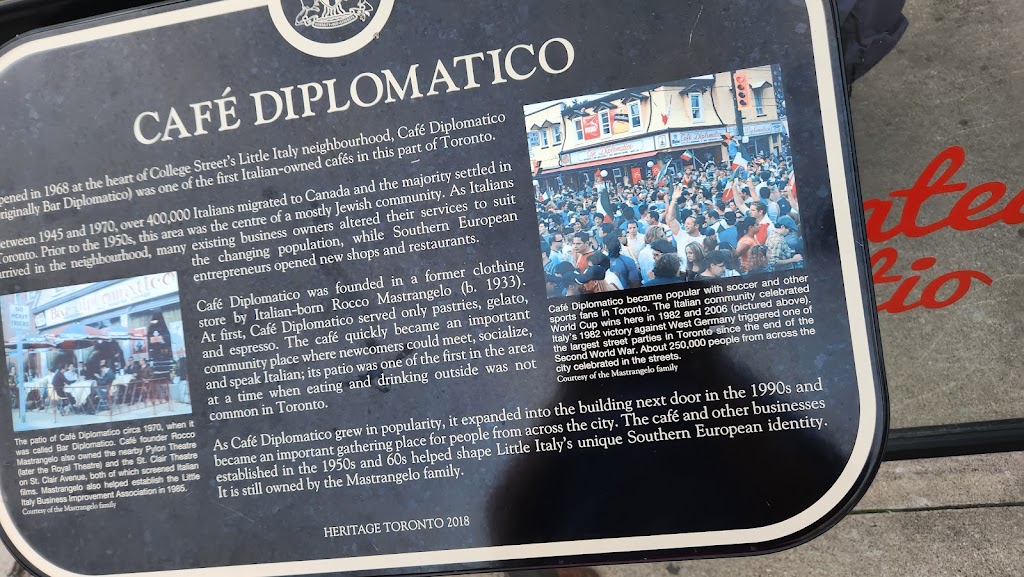 CAFÉ DIPLOMATICO
pened in 1968 at the heart of College Street's Little Italy neighbourhood, Café Diplomatico
riginally Bar Diplomatico) was one of the first Italian-owned cafés in this part of Toronto.
etween 1945 and 1970, over 400,000 Italians migrated to Canada and the majority settled in
Toronto. Prior to the 1950s, this area was the centre of a mostly Jewish community. As Italians
arrived in the neighbourhood, many existing business owners altered their services to suit
the changing population, while Southern European
entrepreneurs opened new shops and restaurants.
Café Diplomatico was founded in a former clothing
store by Italian-born Rocco Mastrangelo (b. 1933).
At first, Café Diplomatico served only pastries, gelato,
and espresso. The café quickly became an important
community place where newcomers could meet, socialize,
and speak Italian; its patio was one of the first in the area
at a time when eating and drinking outside was not
common in Toronto.
As Café Diplomatico grew in popularity, it expanded into the building next door in the 1990s and
became an important gathering place for people from across the city. The café and other businesses
established in the 1950s and 60s helped shape Little Italy's unique Southern European identity.
It is still owned by the Mastrangelo family.
The patio of Café Diplomatico circa 1970, when it
was called Bar Diplomatico. Café founder Rocco
Mastrangelo also owned the nearby Pylon Theatre
(later the Royal Theatre) and the St. Clair Theatre
on St. Clair Avenue, both of which screened Italian
films. Mastrangelo also helped establish the Little
Italy Business Improvement Association in 1985.
Courtesy of the Mastrangelo family
Café Diplomatico became popular with soccer and other
sports fans in Toronto. The Italian community celebrated
World Cup wins here in 1982 and 2006 (pictured above).
Italy's 1982 victory against West Germany triggered one of
the largest street parties in Toronto since the end of the
Second World War. About 250,000 people from across the
city celebrated in the streets.
Courtesy of the Mastrangelo family
HERITAGE TORONTO 2018